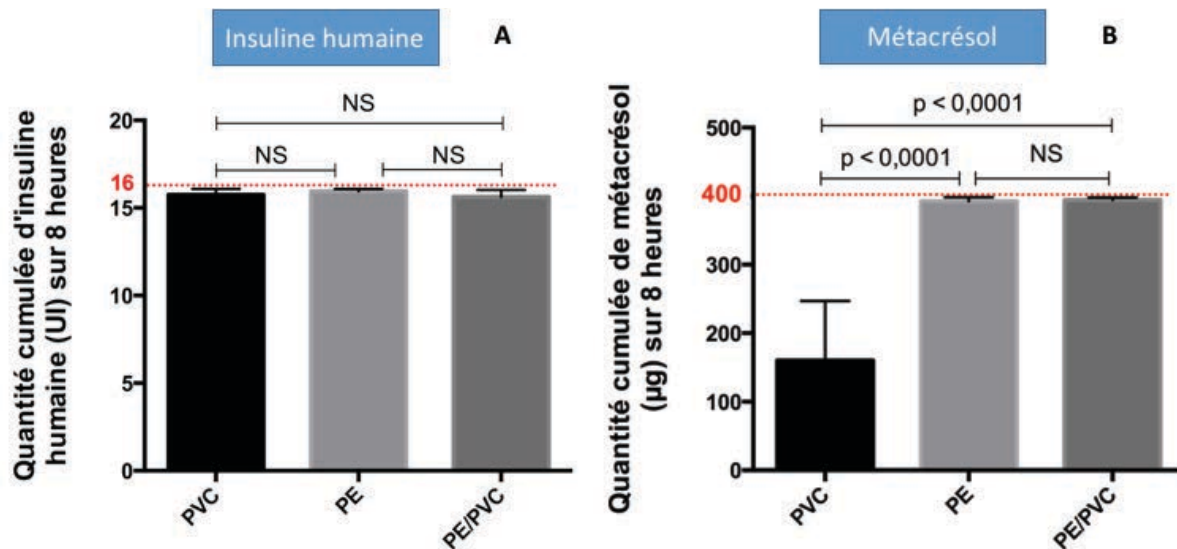 Insuline humaine
A
Quantité cumulée d'insuline
humaine (UI) sur 8 heures
NS
NS
NS
20
16
15
10
5
0
PVC
PE
PE/PVC
Métacrésol
B
Quantité cumulée de métacrésol
(µg) sur 8 heures
p < 0,0001
p < 0,0001
NS
500
400
300
200
100
0
PVC
PE
PE/PVC